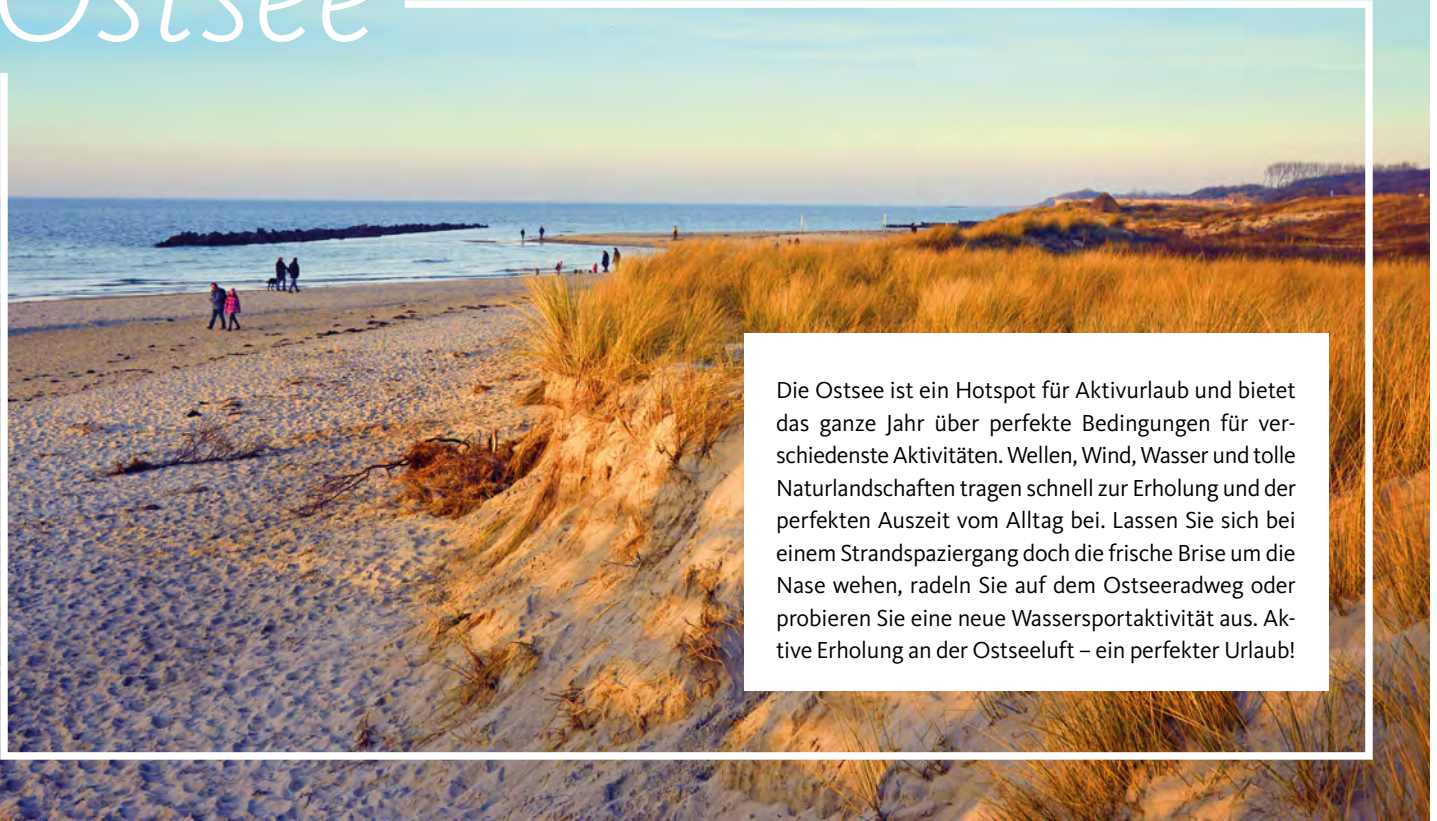 Ostsee
Die Ostsee ist ein Hotspot für Aktivurlaub und bietet
das ganze Jahr über perfekte Bedingungen für ver-
schiedenste Aktivitäten. Wellen, Wind, Wasser und tolle
Naturlandschaften tragen schnell zur Erholung und der
perfekten Auszeit vom Alltag bei. Lassen Sie sich bei
einem Strandspaziergang doch die frische Brise um die
Nase wehen, radeln Sie auf dem Ostseeradweg oder
probieren Sie eine neue Wassersportaktivität aus. Ak-
tive Erholung an der Ostseeluft – ein perfekter Urlaub!